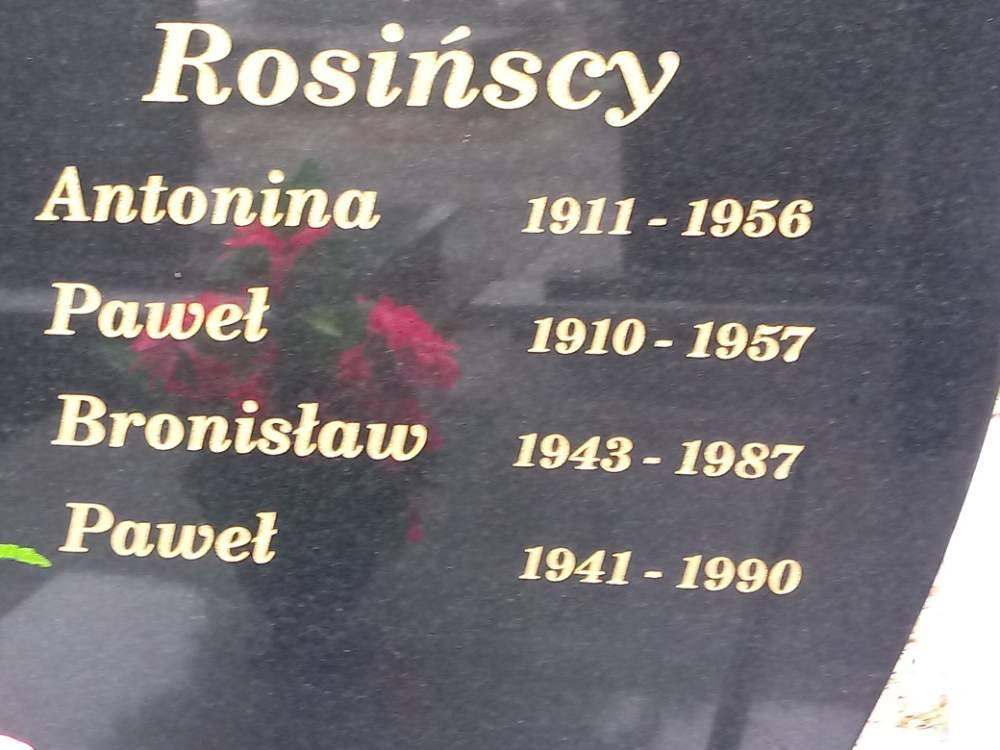 Rosińscy
Antonina 1911 - 1956
Paweł 1910 - 1957
Bronisław 1943 - 1987
Paweł 1941 - 1990